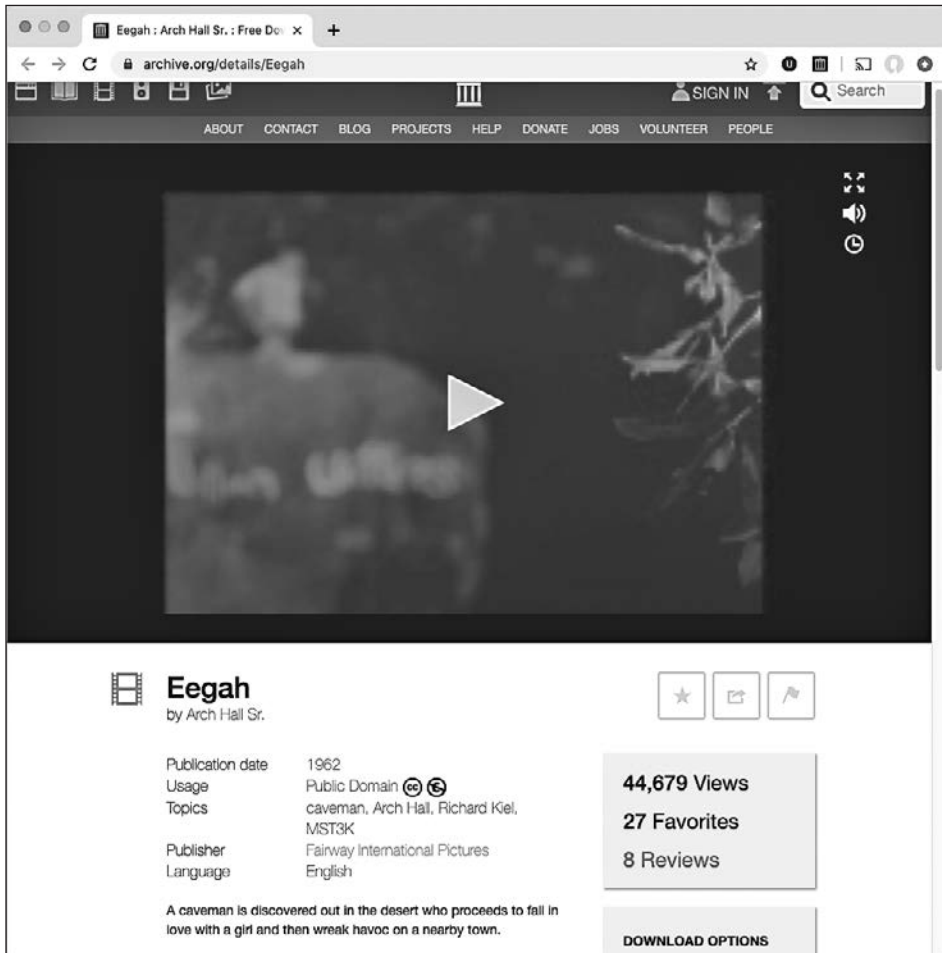 Eegah : Arch Hall Sr. : Free Do
archive.org/details/Eegah
SIGN IN
Search
ABOUT CONTACT BLOG PROJECTS HELP DONATE JOBS VOLUNTEER PEOPLE
Eegah
by Arch Hall Sr.
Publication date 1962
Usage Public Domain
Topics caveman, Arch Hall, Richard Kiel,
MST3K
Publisher Fairway International Pictures
Language English
A caveman is discovered out in the desert who proceeds to fall in
love with a girl and then wreak havoc on a nearby town.
44,679 Views
27 Favorites
8 Reviews
DOWNLOAD OPTIONS